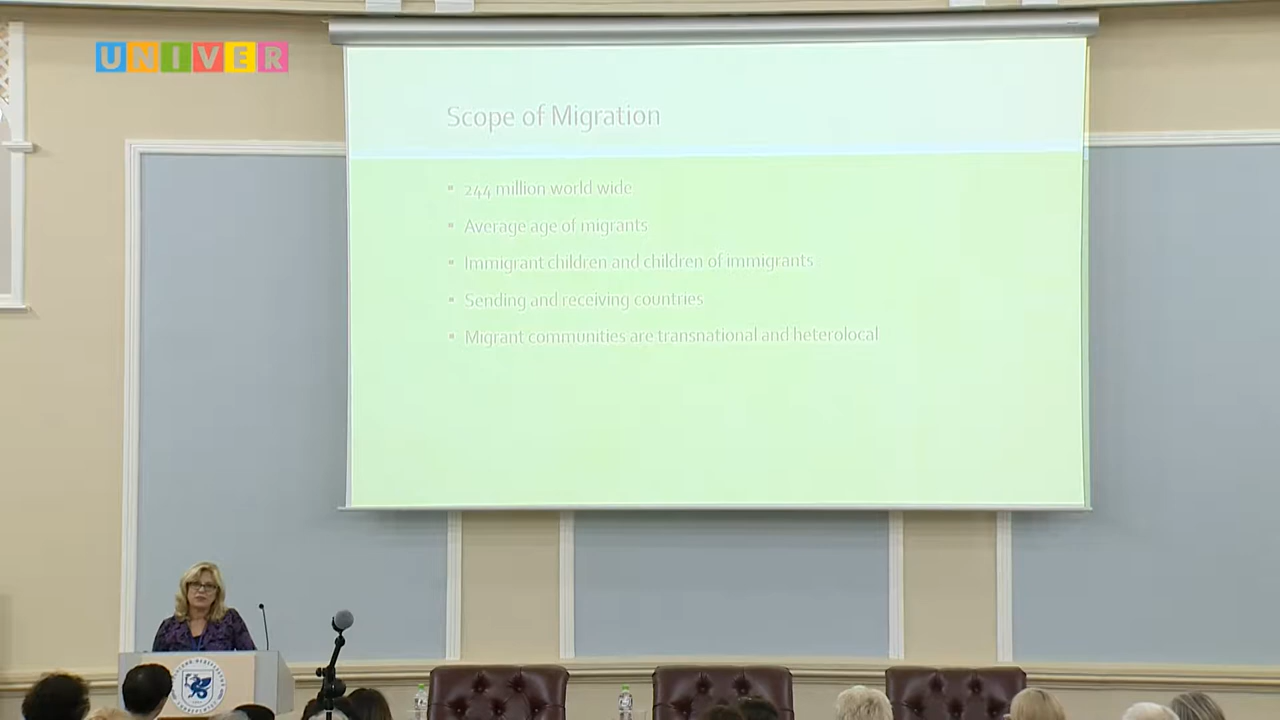 UNIVER
Scope of Migration
▪ 244 million world wide
▪ Average age of migrants
▪ Immigrant children and children of immigrants
▪ Sending and receiving countries
▪ Migrant communities are transnational and heterolocal